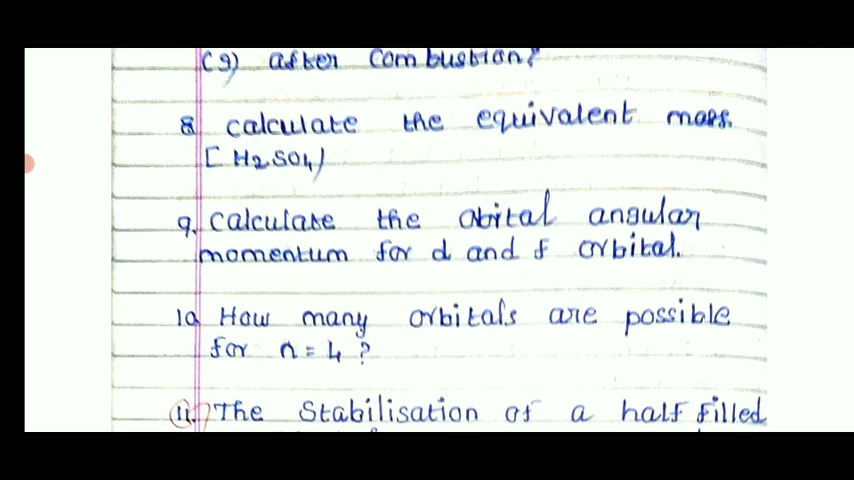 (g) after combustion?
8 calculate the equivalent mass.
[H2SO4)
9. calculate the orbital angular
momentum for d and f orbital.
10 How many orbitals are possible
for n = 4 ?
11. The Stabilisation of a half filled